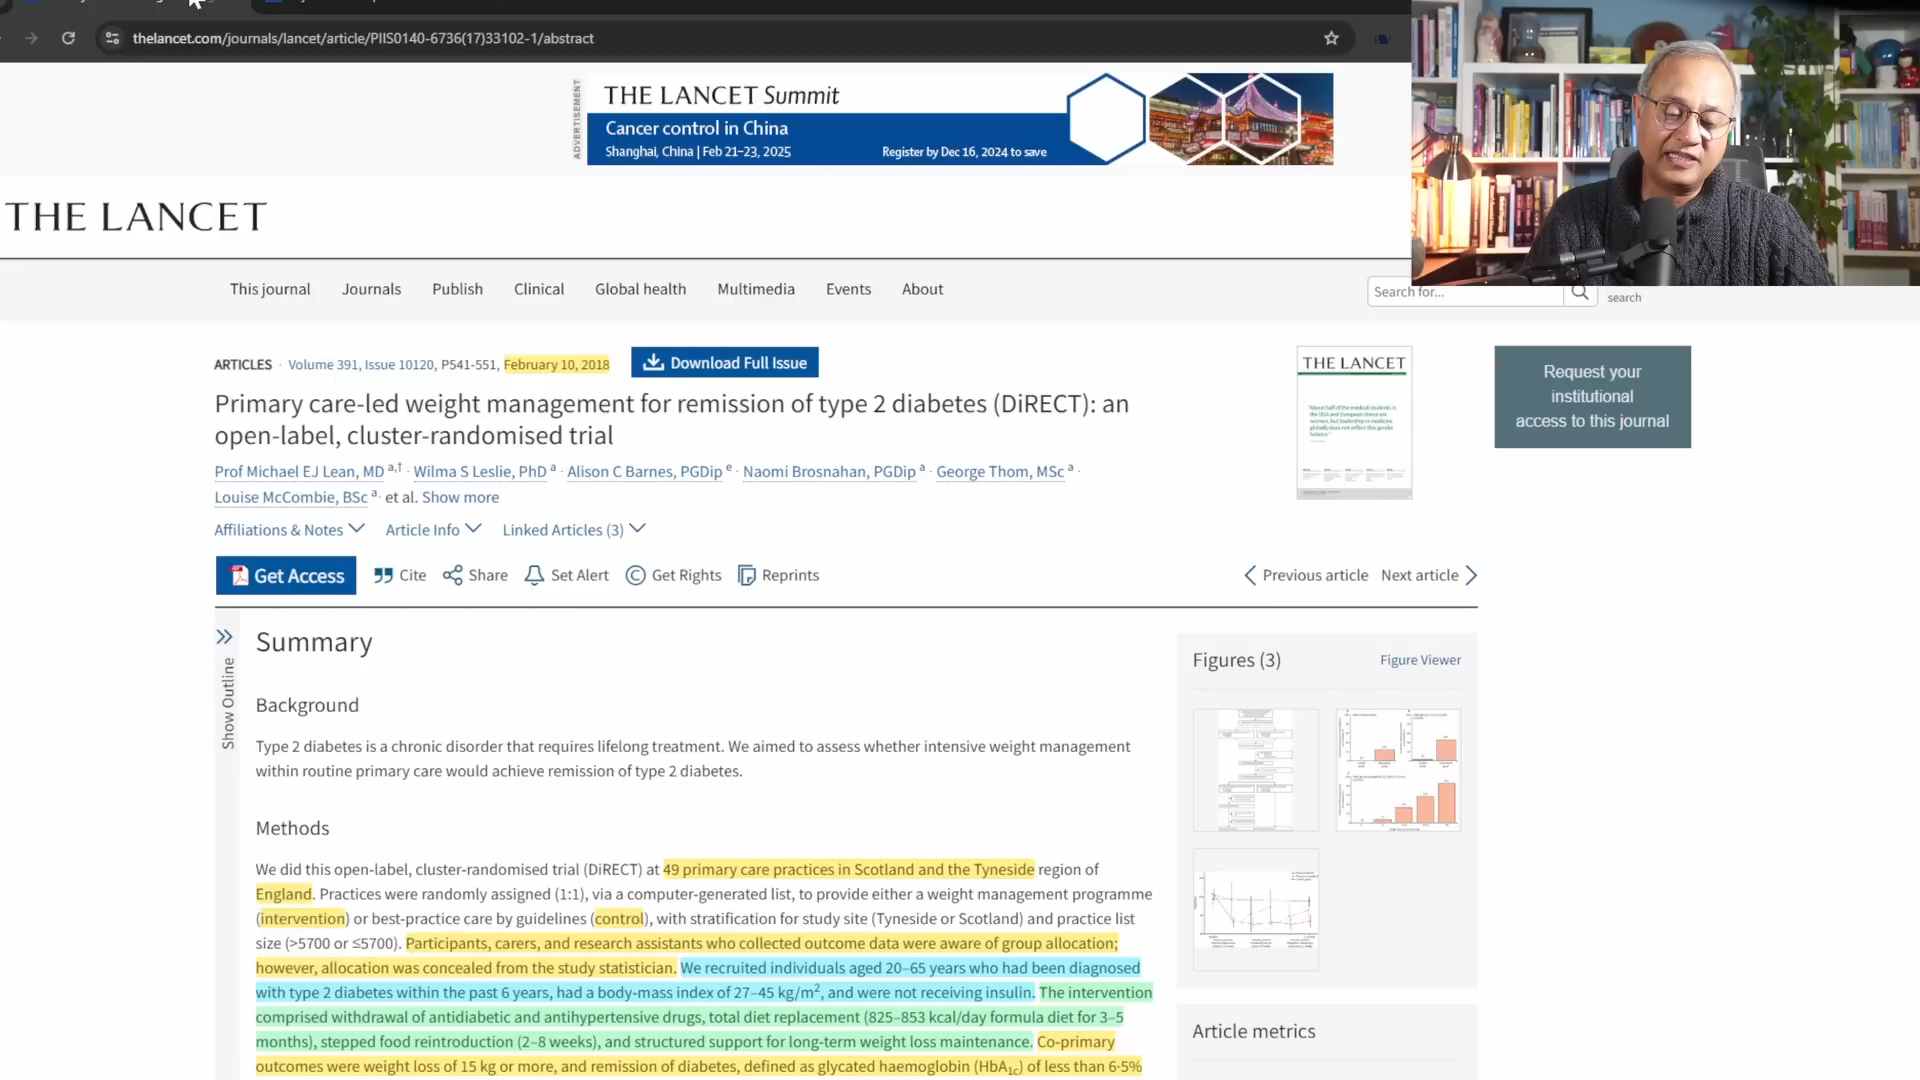 thelancet.com/journals/lancet/article/PIIS0140-6736(17)33102-1/abstract
ADVERTISEMENT
THE LANCET Summit
Cancer control in China
Shanghai, China | Feb 21-23, 2025 Register by Dec 16, 2024 to save
THE LANCET
This journal Journals Publish Clinical Global health Multimedia Events About
Search for... search
ARTICLES · Volume 391, Issue 10120, P541-551, February 10, 2018 Download Full Issue
Primary care-led weight management for remission of type 2 diabetes (DiRECT): an
open-label, cluster-randomised trial
Prof Michael EJ Lean, MD a,† · Wilma S Leslie, PhD a · Alison C Barnes, PGDip e · Naomi Brosnahan, PGDip a · George Thom, MSc a ·
Louise McCombie, BSc a · et al. Show more
Affiliations & Notes Article Info Linked Articles (3)
THE LANCET
Request your
institutional
access to this journal
Get Access Cite Share Set Alert Get Rights Reprints Previous article Next article
Show Outline
Summary
Background
Type 2 diabetes is a chronic disorder that requires lifelong treatment. We aimed to assess whether intensive weight management
within routine primary care would achieve remission of type 2 diabetes.
Methods
We did this open-label, cluster-randomised trial (DiRECT) at 49 primary care practices in Scotland and the Tyneside region of
England. Practices were randomly assigned (1:1), via a computer-generated list, to provide either a weight management programme
(intervention) or best-practice care by guidelines (control), with stratification for study site (Tyneside or Scotland) and practice list
size (>5700 or ≤5700). Participants, carers, and research assistants who collected outcome data were aware of group allocation;
however, allocation was concealed from the study statistician. We recruited individuals aged 20–65 years who had been diagnosed
with type 2 diabetes within the past 6 years, had a body-mass index of 27–45 kg/m², and were not receiving insulin. The intervention
comprised withdrawal of antidiabetic and antihypertensive drugs, total diet replacement (825–853 kcal/day formula diet for 3–5
months), stepped food reintroduction (2–8 weeks), and structured support for long-term weight loss maintenance. Co-primary
outcomes were weight loss of 15 kg or more, and remission of diabetes, defined as glycated haemoglobin (HbA1c) of less than 6·5%
Figures (3) Figure Viewer
Article metrics